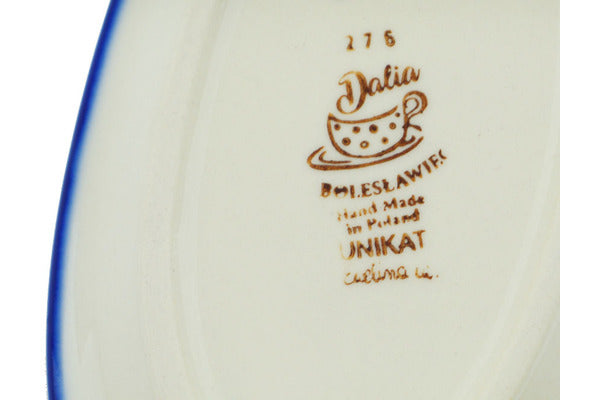 276
Dalia
BOLESŁAWIEC
Hand Made
in Poland
UNIKAT